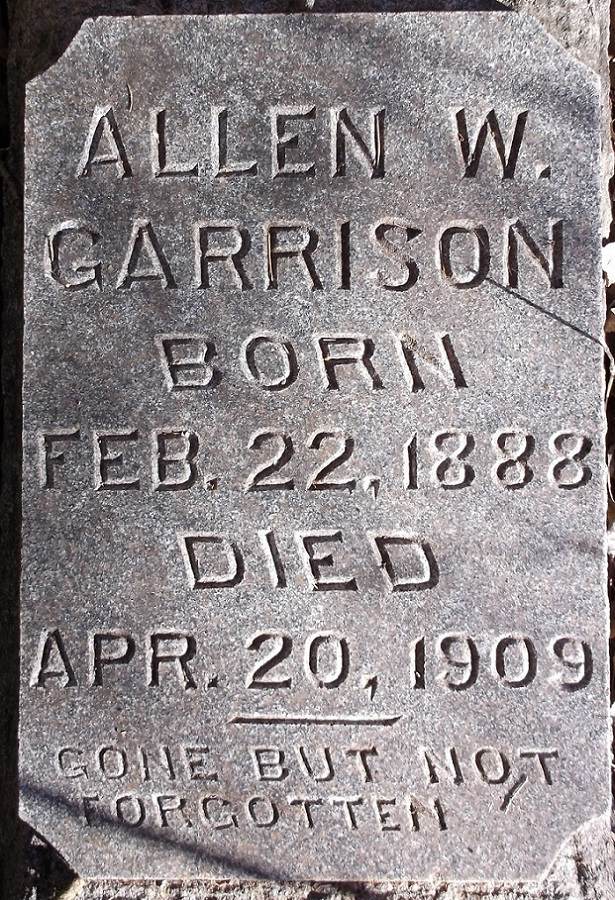 ALLEN W.
GARRISON
BORN
FEB. 22, 1888
DIED
APR. 20, 1909
GONE BUT NOT
FORGOTTEN